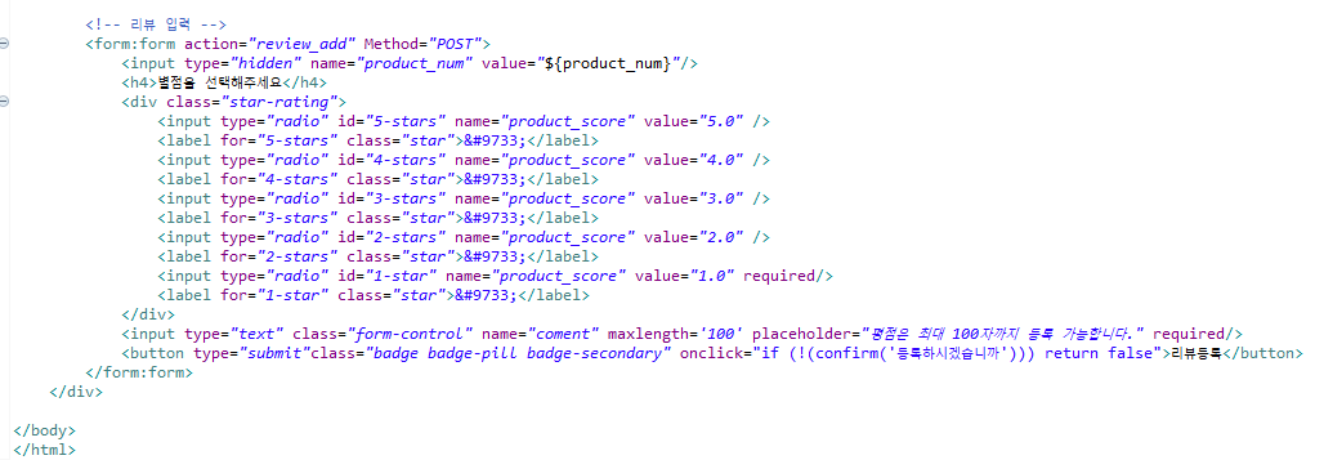 <!-- 리뷰 입력 -->
<form:form action="review_add" Method="POST">
<input type="hidden" name="product_num" value="${product_num}"/>
<h4>별점을 선택해주세요</h4>
<div class="star-rating">
<input type="radio" id="5-stars" name="product_score" value="5.0" />
<label for="5-stars" class="star">&#9733;</label>
<input type="radio" id="4-stars" name="product_score" value="4.0" />
<label for="4-stars" class="star">&#9733;</label>
<input type="radio" id="3-stars" name="product_score" value="3.0" />
<label for="3-stars" class="star">&#9733;</label>
<input type="radio" id="2-stars" name="product_score" value="2.0" />
<label for="2-stars" class="star">&#9733;</label>
<input type="radio" id="1-star" name="product_score" value="1.0" required/>
<label for="1-star" class="star">&#9733;</label>
</div>
<input type="text" class="form-control" name="coment" maxlength='100' placeholder="평점은 최대 100자까지 등록 가능합니다." required/>
<button type="submit"class="badge badge-pill badge-secondary" onclick="if (!(confirm('등록하시겠습니까'))) return false">리뷰등록</button>
</form:form>
</div>
</body>
</html>